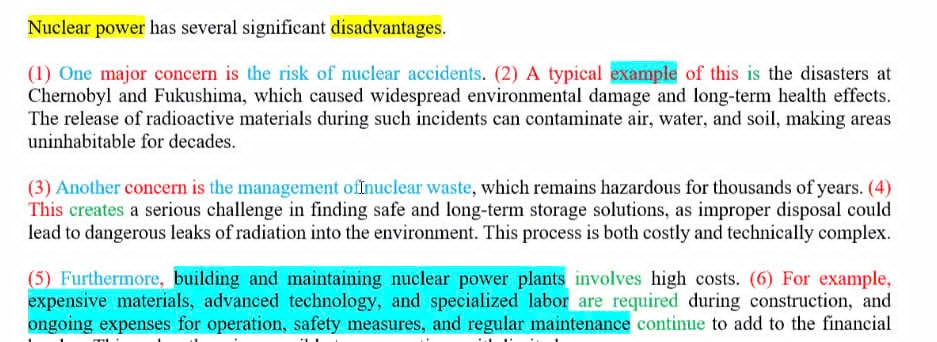 Nuclear power has several significant disadvantages.
(1) One major concern is the risk of nuclear accidents. (2) A typical example of this is the disasters at
Chernobyl and Fukushima, which caused widespread environmental damage and long-term health effects.
The release of radioactive materials during such incidents can contaminate air, water, and soil, making areas
uninhabitable for decades.
(3) Another concern is the management of nuclear waste, which remains hazardous for thousands of years. (4)
This creates a serious challenge in finding safe and long-term storage solutions, as improper disposal could
lead to dangerous leaks of radiation into the environment. This process is both costly and technically complex.
(5) Furthermore, building and maintaining nuclear power plants involves high costs. (6) For example,
expensive materials, advanced technology, and specialized labor are required during construction, and
ongoing expenses for operation, safety measures, and regular maintenance continue to add to the financial